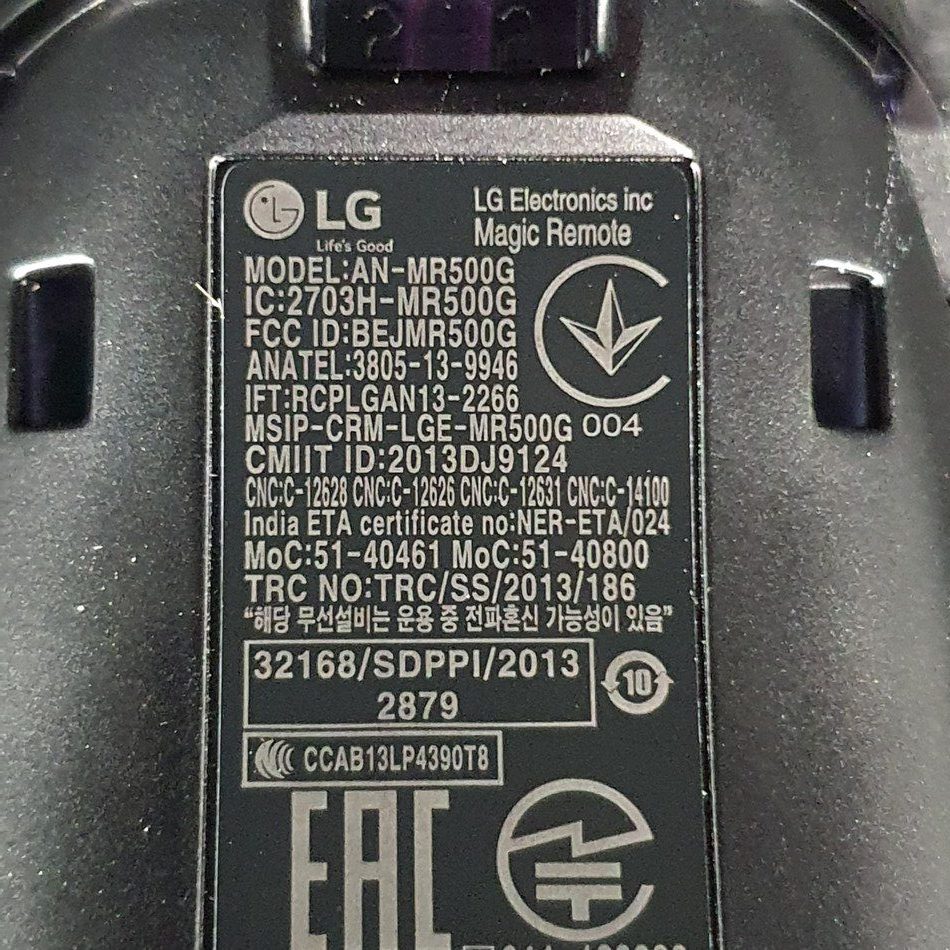 LG
Life's Good
LG Electronics inc
Magic Remote
MODEL:AN-MR500G
IC:2703H-MR500G
FCC ID:BEJMR500G
ANATEL:3805-13-9946
IFT:RCPLGAN13-2266
MSIP-CRM-LGE-MR500G 004
CMIIT ID:2013DJ9124
CNC:C-12628 CNC:C-12626 CNC:C-12631 CNC:C-14100
India ETA certificate no:NER-ETA/024
MoC:51-40461 MoC:51-40800
TRC NO:TRC/SS/2013/186
“해당 무선설비는 운용 중 전파혼신 가능성이 있음”
32168/SDPPI/2013
2879
10
CCAB13LP4390T8
EAC